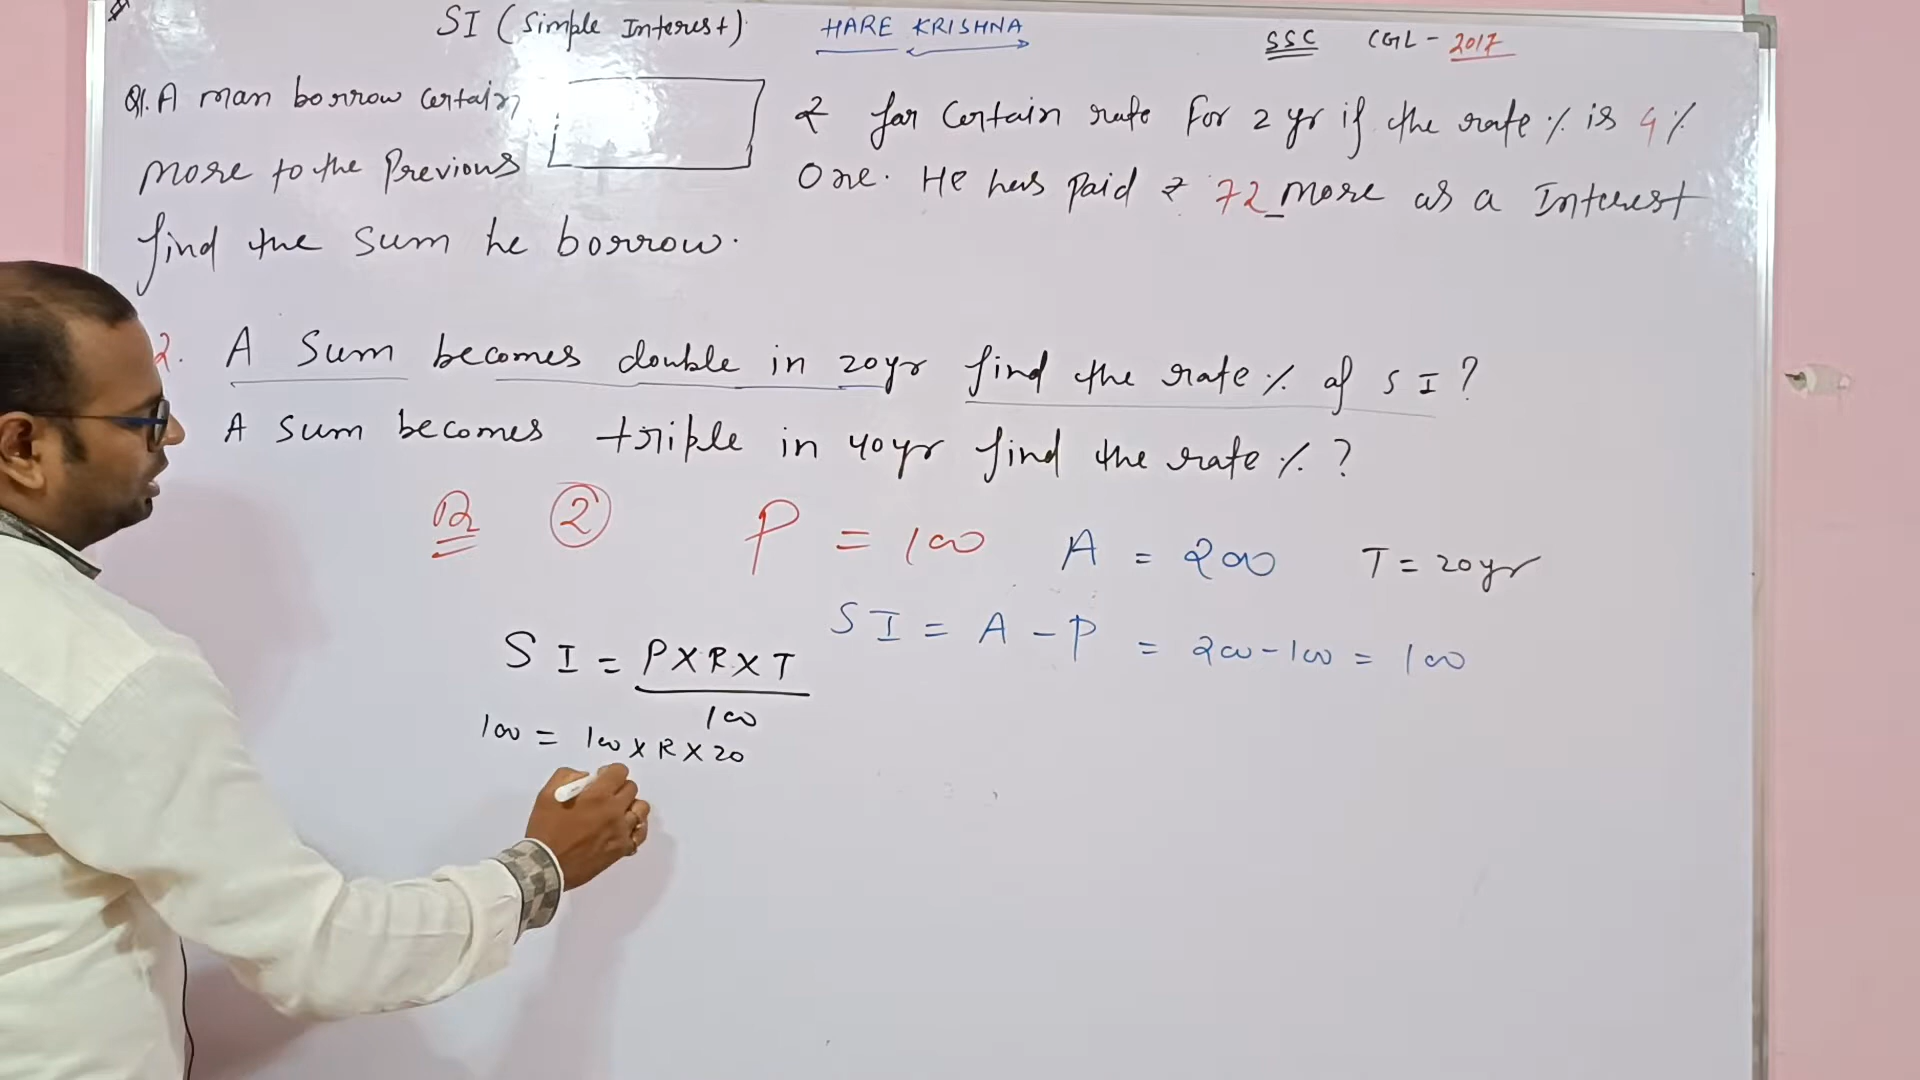 SI (Simple Interest) HARE KRISHNA SSC CGL - 2017
Q1. A man borrow certain ₹ for certain rate for 2 yr if the rate % is 4 %
more to the Previous One. He has paid ₹ 72 more as a Interest
find the sum he borrow.
2. A Sum becomes double in 20yr find the rate % of SI?
A Sum becomes triple in 40yr find the rate %?
② P = 100 A = 200 T = 20yr
SI = A - P = 200 - 100 = 100
SI = P X R X T
100
100 = 100 X R X 20